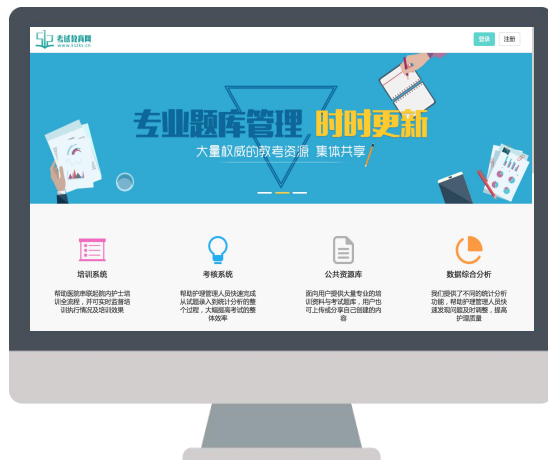 考试教育网
登录 注册
专业题库管理 时时更新
大量权威的教考资源 集体共享
培训系统
帮助医院串联起院内护士培
训全流程，并可实时监督培
训执行情况及培训效果
考核系统
帮助护理管理人员快速完成
从试题录入到统计分析的整
个过程，大幅提高考试的整
体效率
公共资源库
面向用户提供大量专业的培
训资料与考试题库，用户也
可上传或分享自己创建的内
容
数据综合分析
我们提供了不同的统计分析
功能，帮助护理管理人员快
速发现问题及时调整，提高
护理质量